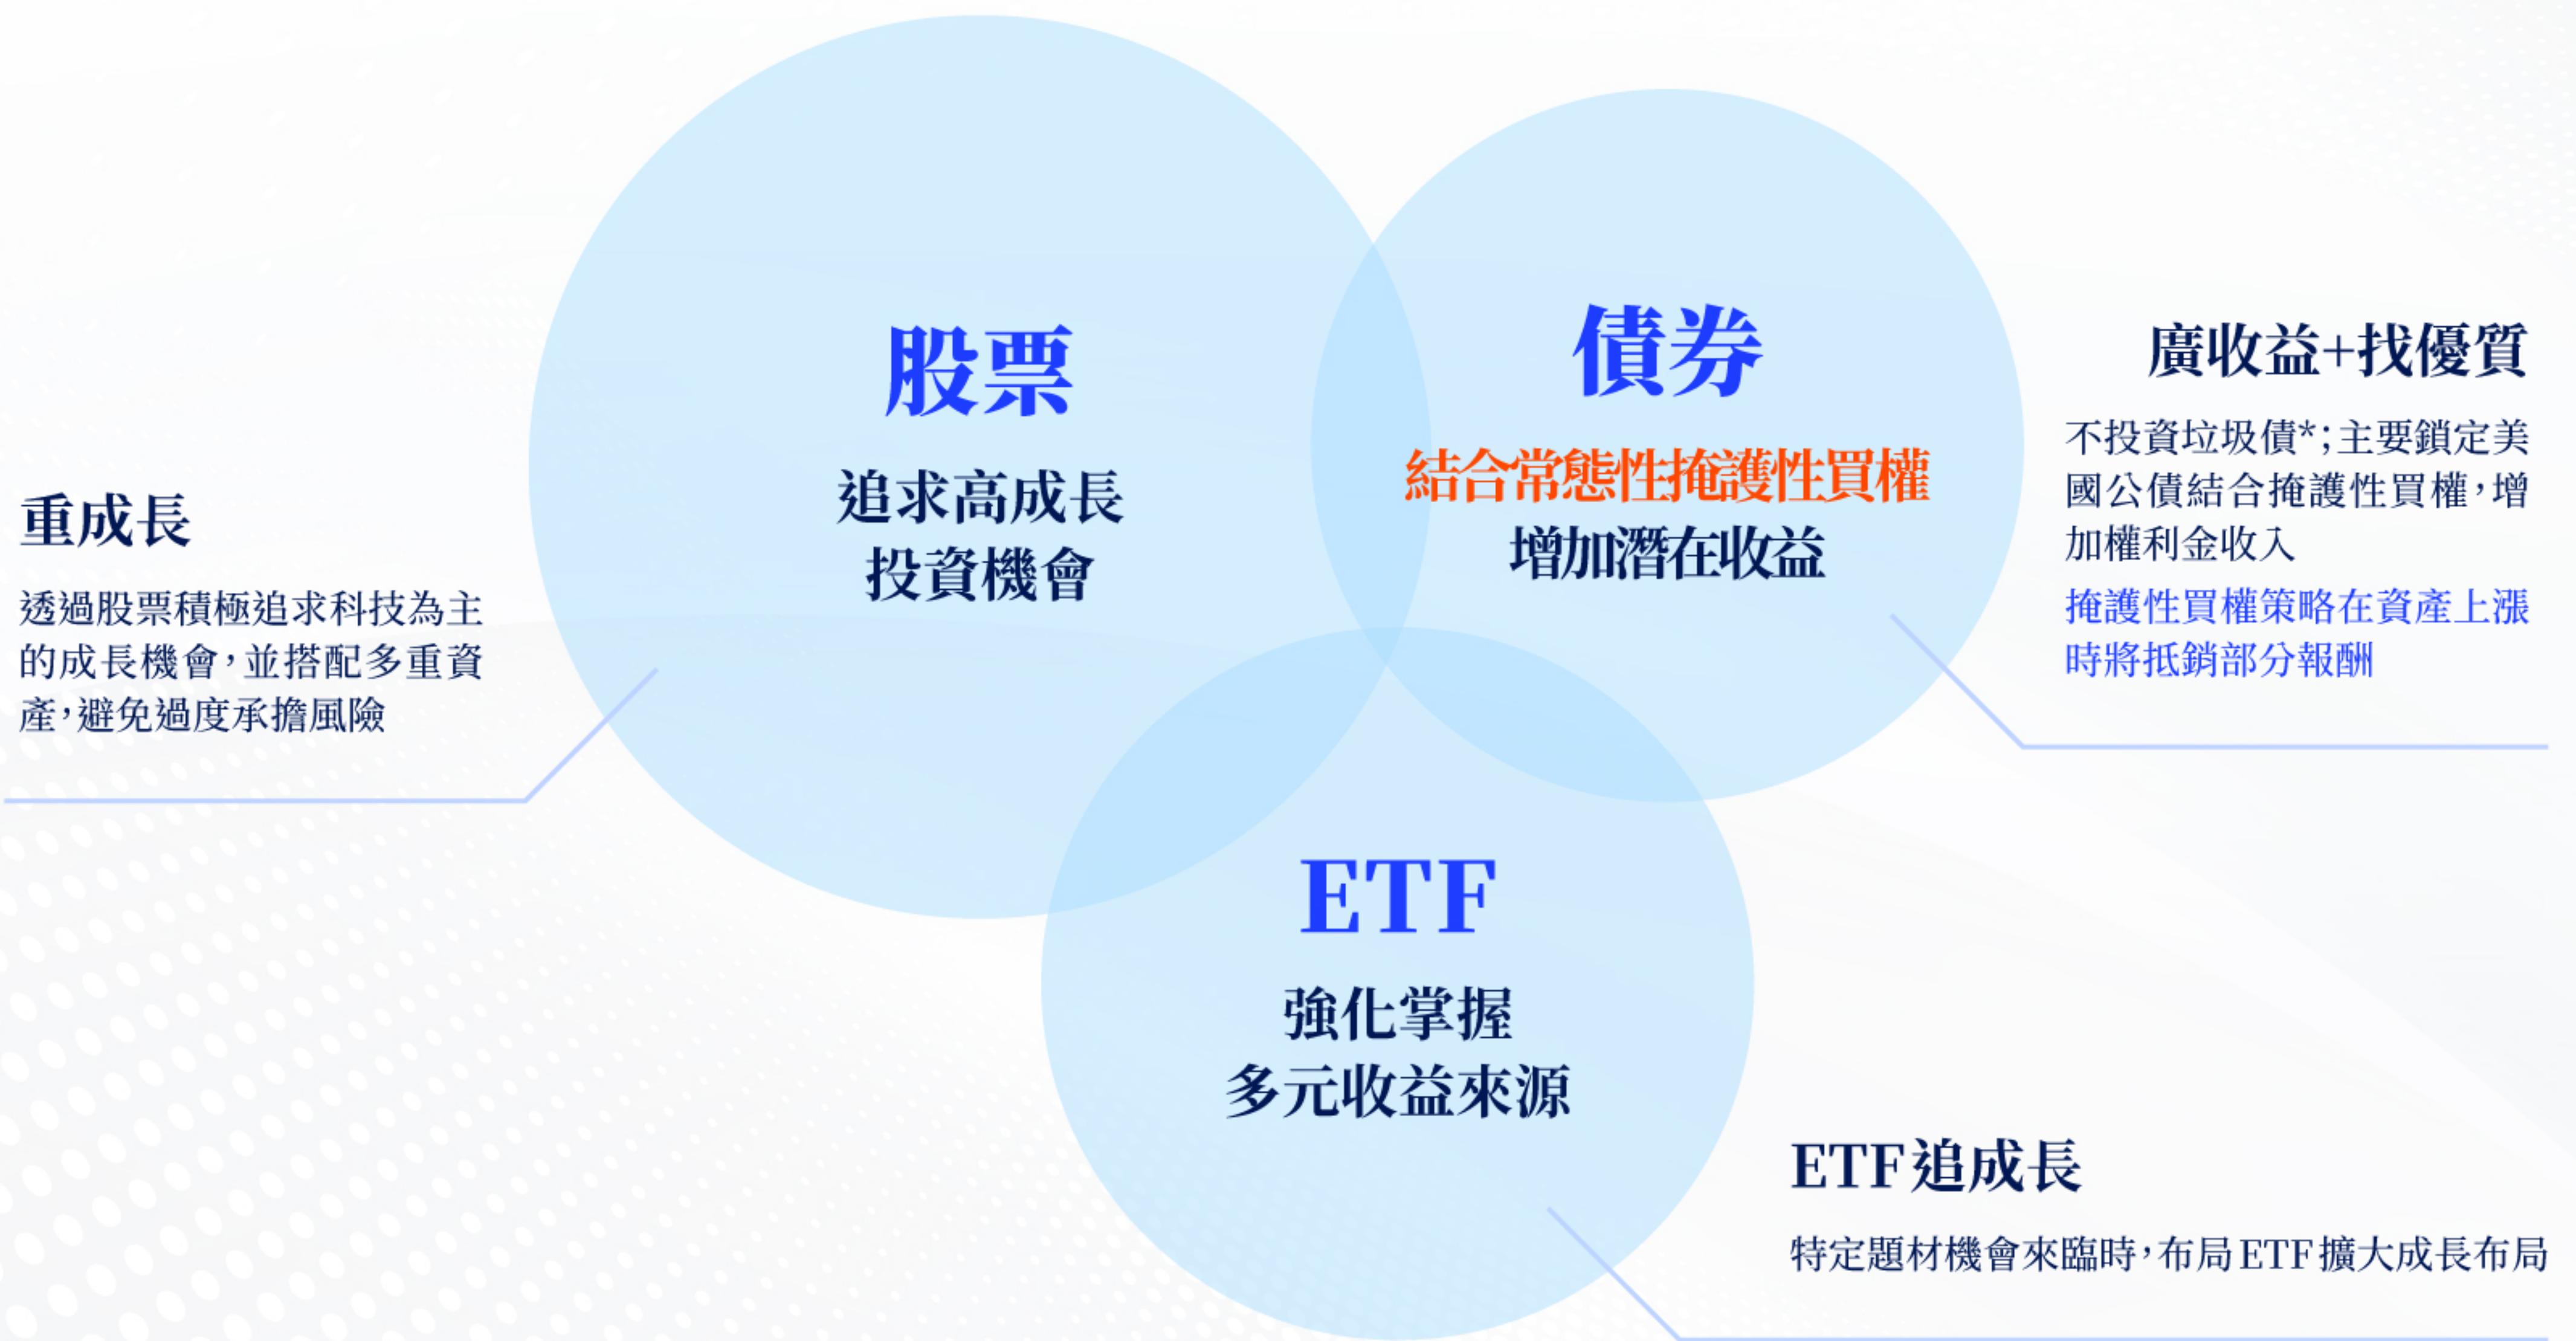 股票
追求高成長
投資機會
重成長
透過股票積極追求科技為主
的成長機會，並搭配多重資
產，避免過度承擔風險
債券
結合常態性掩護性買權
增加潛在收益
廣收益+找優質
不投資垃圾債*；主要鎖定美
國公債結合掩護性買權，增
加權利金收入
掩護性買權策略在資產上漲
時將抵銷部分報酬
ETF
強化掌握
多元收益來源
ETF追成長
特定題材機會來臨時，布局ETF擴大成長布局